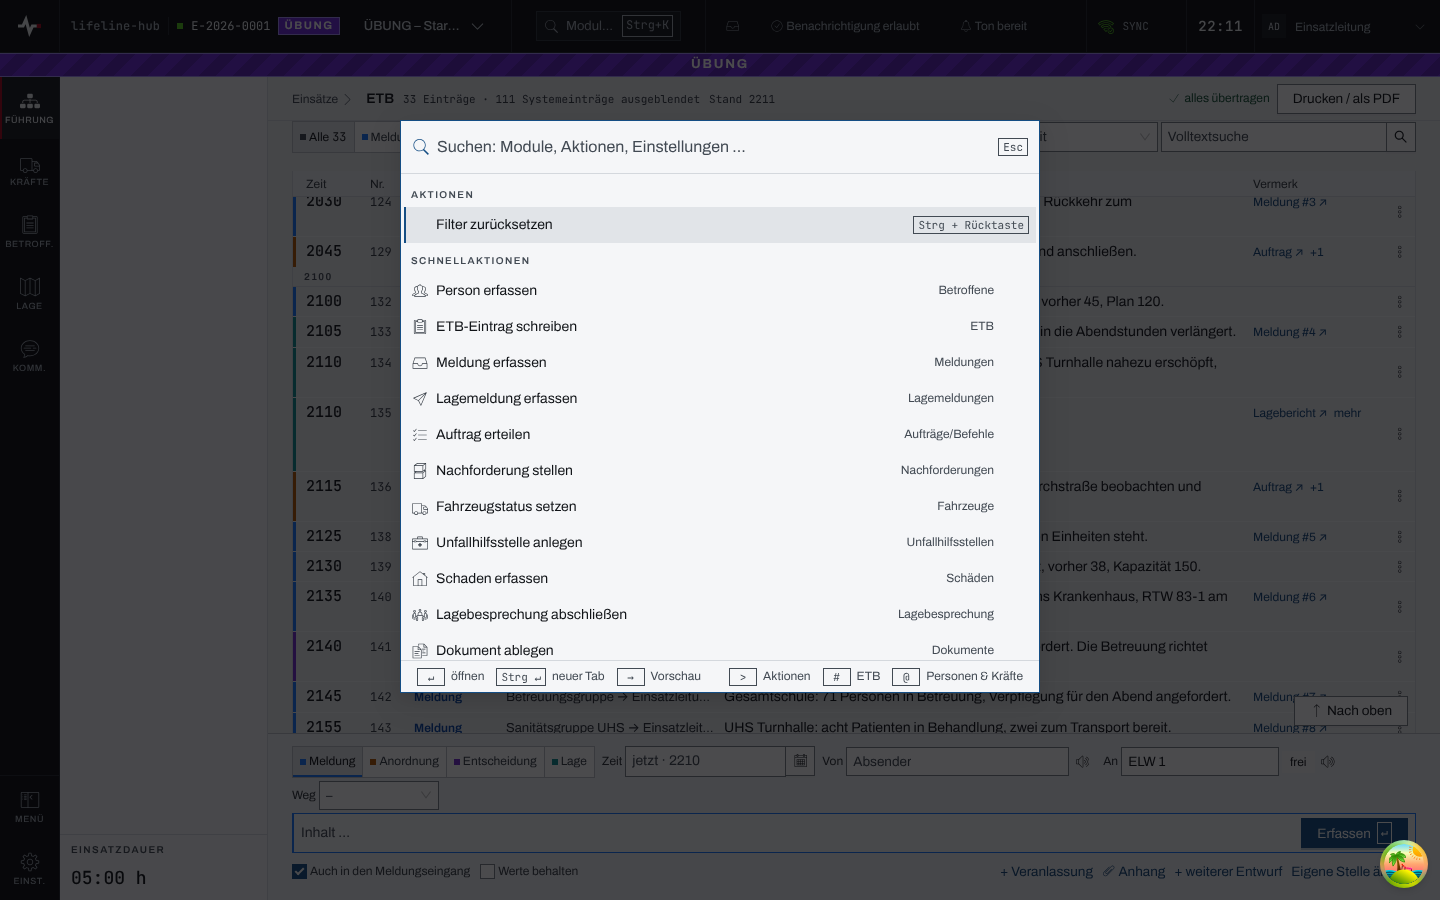 lifeline-hub E-2026-0001 ÜBUNG ÜBUNG – Star... Modul... Strg+K Benachrichtigung erlaubt Ton bereit SYNC 22:11 AD Einsatzleitung
ÜBUNG
Einsätze ETB 33 Einträge · 111 Systemeinträge ausgeblendet Stand 2211 alles übertragen Drucken / als PDF
Alle 33 Volltextsuche
Suchen: Module, Aktionen, Einstellungen ... Esc
Zeit Nr. Vermerk
AKTIONEN
2030 124 Rückkehr zum Meldung #3 ↗
Filter zurücksetzen Strg + Rücktaste
2045 129 nd anschließen. Auftrag ↗ +1
SCHNELLAKTIONEN
2100
Person erfassen Betroffene
2100 132 vorher 45, Plan 120.
ETB-Eintrag schreiben ETB
2105 133 in die Abendstunden verlängert. Meldung #4 ↗
Meldung erfassen Meldungen
2110 134 Turnhalle nahezu erschöpft,
Lagemeldung erfassen Lagemeldungen
2110 135 Lagebericht ↗ mehr
Auftrag erteilen Aufträge/Befehle
Nachforderung stellen Nachforderungen
2115 136 rchstraße beobachten und Auftrag ↗ +1
Fahrzeugstatus setzen Fahrzeuge
2125 138 n Einheiten steht. Meldung #5 ↗
Unfallhilfsstelle anlegen Unfallhilfsstellen
2130 139 , vorher 38, Kapazität 150.
Schaden erfassen Schäden
2135 140 ns Krankenhaus, RTW 83-1 am Meldung #6 ↗
Lagebesprechung abschließen Lagebesprechung
2140 141 rdert. Die Betreuung richtet
Dokument ablegen Dokumente
↵ öffnen Strg ↵ neuer Tab → Vorschau > Aktionen # ETB @ Personen & Kräfte
2145 142 Meldung Betreuungsgruppe → Einsatzleitu... Gesamtschule: 71 Personen in Betreuung, Verpflegung für den Abend angefordert. Meldung #7 ↗
↑ Nach oben
2155 143 Meldung Sanitätsgruppe UHS → Einsatzleit... UHS Turnhalle: acht Patienten in Behandlung, zwei zum Transport bereit.
FÜHRUNG
KRÄFTE
BETROFF.
LAGE
KOMM.
MENÜ
EINST.
EINSATZDAUER
05:00 h
Meldung Anordnung Entscheidung Lage Zeit jetzt · 2210 Von Absender An ELW 1 frei
Weg –
Inhalt ... Erfassen ↵
Auch in den Meldungseingang Werte behalten + Veranlassung Anhang + weiterer Entwurf Eigene Stelle